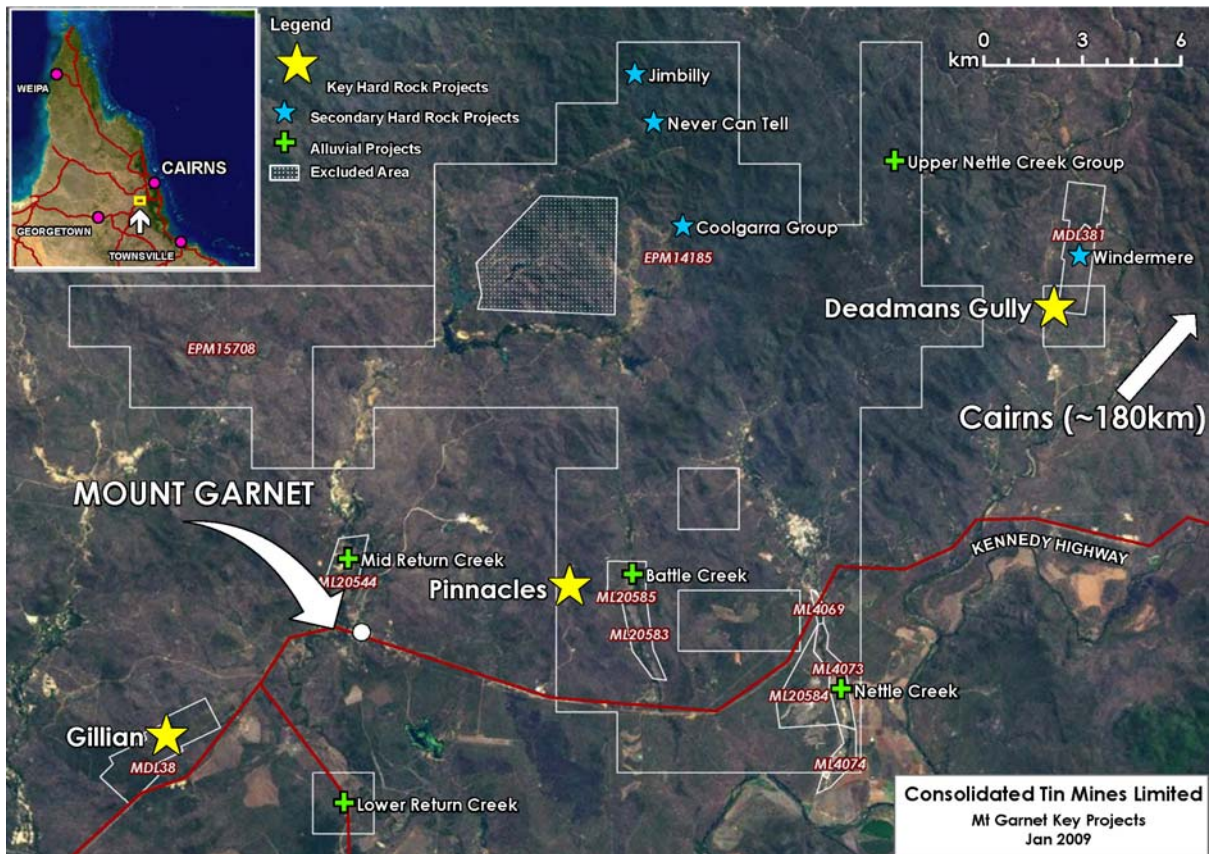 WEIPA
CAIRNS
GEORGETOWN
TOWNSVILLE
Legend
Key Hard Rock Projects
Secondary Hard Rock Projects
Alluvial Projects
Excluded Area
0 3 6
km
Jimbilly
Never Can Tell
Upper Nettle Creek Group
Coolgarra Group
EPM14185
MDL381
Windermere
Deadmans Gully
EPM15708
Cairns (~180km)
MOUNT GARNET
KENNEDY HIGHWAY
Mid Return Creek
ML20544
Pinnacles
Battle Creek
ML20585
ML4069
ML20583
ML4073
ML20584
Nettle Creek
Gillian
MDL38
ML4074
Lower Return Creek
Consolidated Tin Mines Limited
Mt Garnet Key Projects
Jan 2009